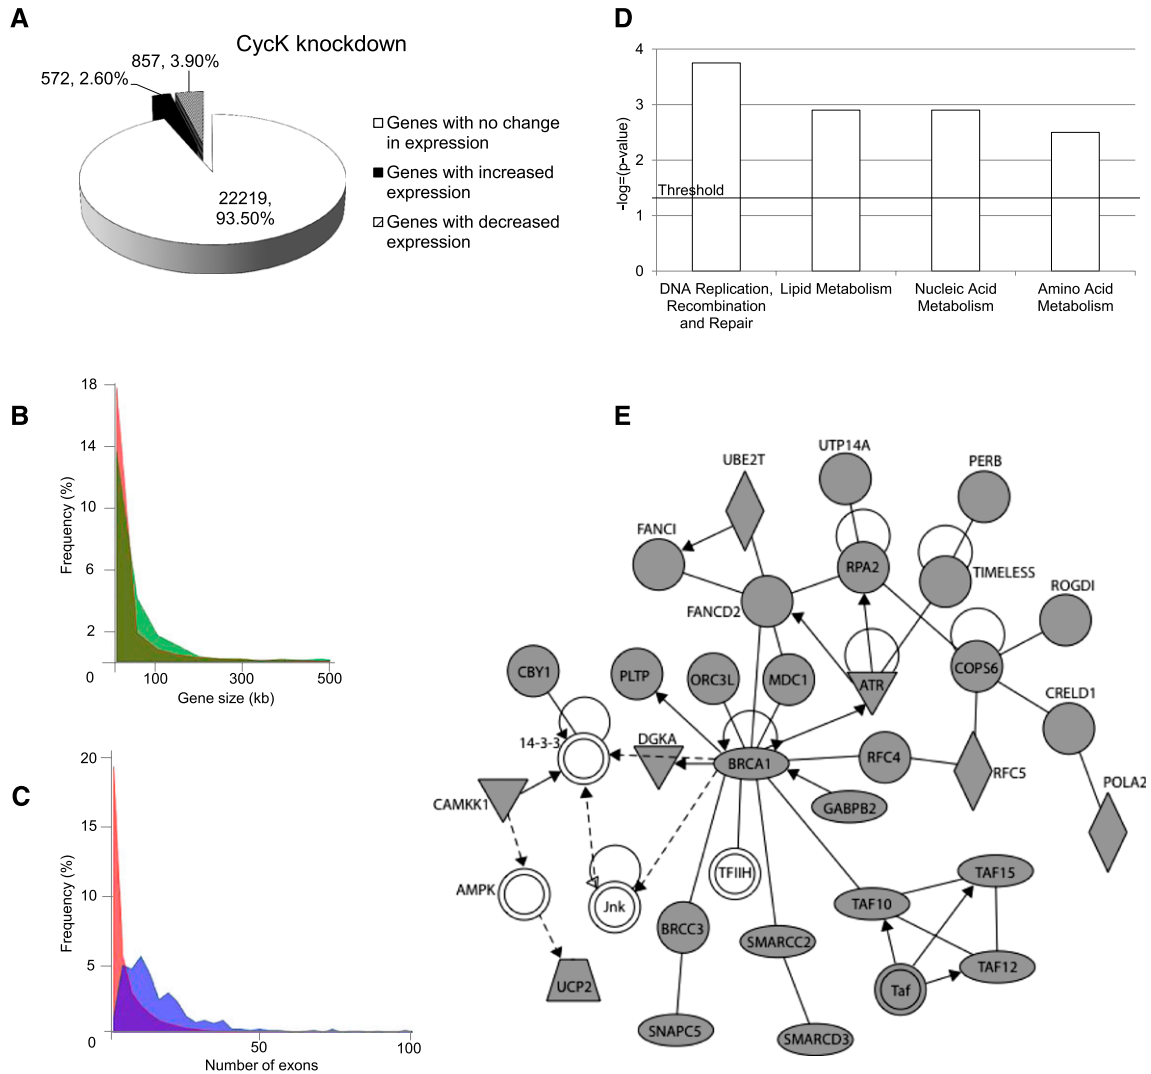 A
CycK knockdown
857, 3.90%
572, 2.60%
22219,
93.50%
Genes with no change
in expression
Genes with increased
expression
Genes with decreased
expression
B
18
14
10
6
2
0
100
300
500
Frequency (%)
Gene size (kb)
C
20
15
10
5
0
50
100
Frequency (%)
Number of exons
D
4
3
2
1
0
-log=(p-value)
Threshold
DNA Replication,
Recombination
and Repair
Lipid Metabolism
Nucleic Acid
Metabolism
Amino Acid
Metabolism
E
UTP14A
UBE2T
PERB
FANCI
RPA2
TIMELESS
FANCD2
ROGDI
CBY1
PLTP
ORC3L
MDC1
ATR
COPS6
CRELD1
14-3-3
DGKA
BRCA1
RFC4
RFC5
POLA2
CAMKK1
GABPB2
AMPK
Jnk
TFIIH
TAF15
TAF10
BRCC3
SMARCC2
TAF12
UCP2
Taf
SNAPC5
SMARCD3